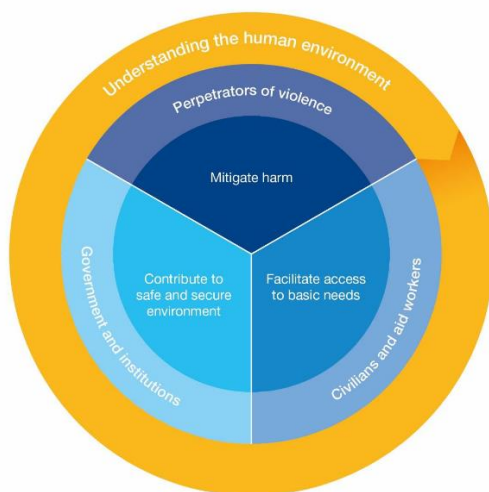 Understanding the human environment
Perpetrators of violence
Mitigate harm
Government and institutions
Contribute to
safe and secure
environment
Facilitate access
to basic needs
Civilians and aid workers